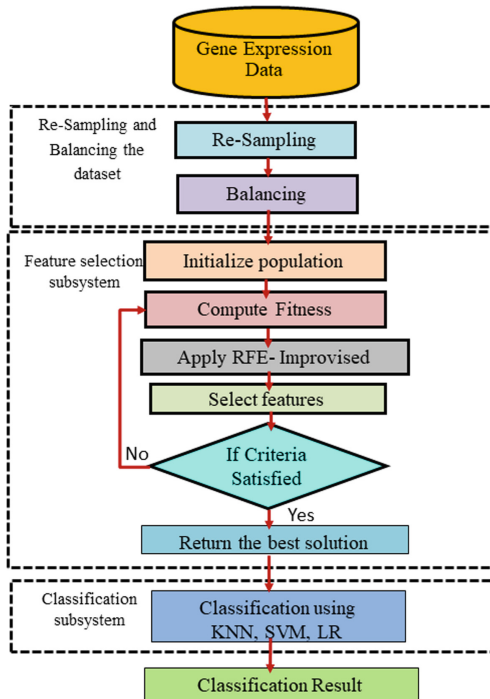 Gene Expression
Data
Re-Sampling and
Balancing the
dataset
Re-Sampling
Balancing
Feature selection
subsystem
Initialize population
Compute Fitness
Apply RFE- Improvised
Select features
If Criteria
Satisfied
No
Yes
Return the best solution
Classification
subsystem
Classification using
KNN, SVM, LR
Classification Result